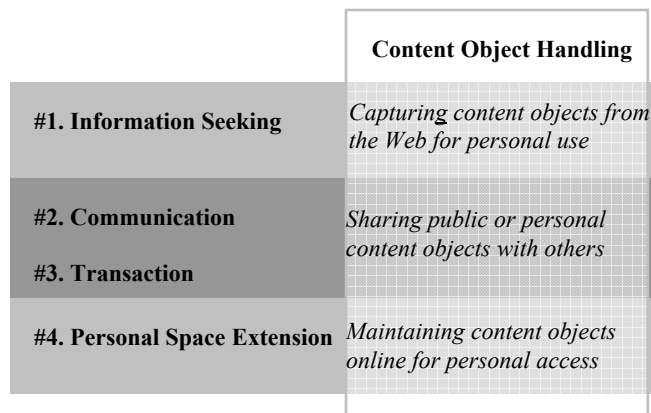 Content Object Handling
#1. Information Seeking
Capturing content objects from
the Web for personal use
#2. Communication
#3. Transaction
Sharing public or personal
content objects with others
#4. Personal Space Extension
Maintaining content objects
online for personal access